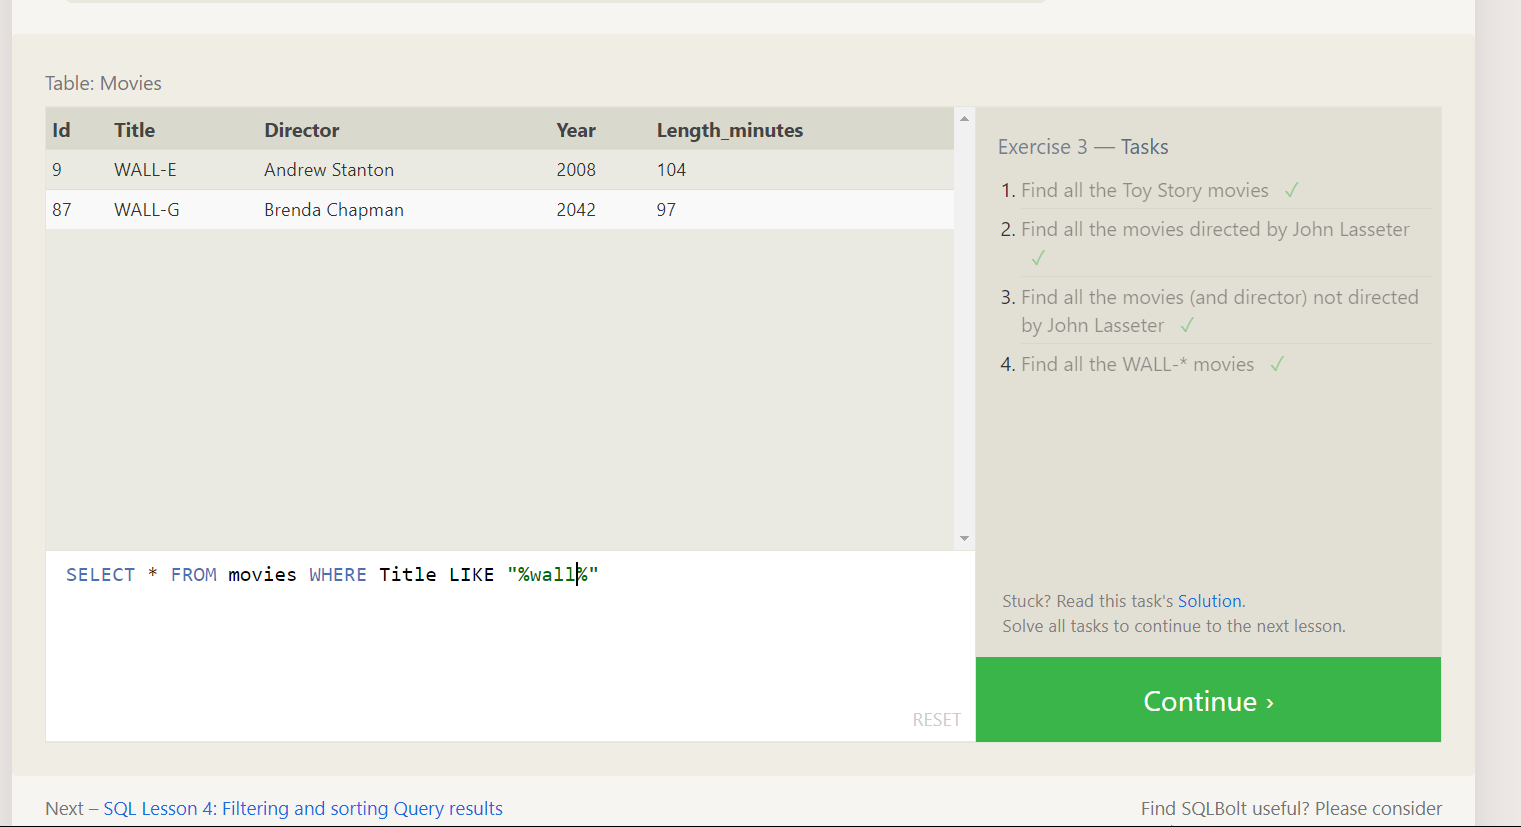 Table: Movies
Id Title Director Year Length_minutes
9 WALL-E Andrew Stanton 2008 104
87 WALL-G Brenda Chapman 2042 97
SELECT * FROM movies WHERE Title LIKE "%wall%"
RESET
Exercise 3 — Tasks
1. Find all the Toy Story movies ✓
2. Find all the movies directed by John Lasseter
✓
3. Find all the movies (and director) not directed
by John Lasseter ✓
4. Find all the WALL-* movies ✓
Stuck? Read this task's Solution.
Solve all tasks to continue to the next lesson.
Continue ›
Next – SQL Lesson 4: Filtering and sorting Query results
Find SQLBolt useful? Please consider